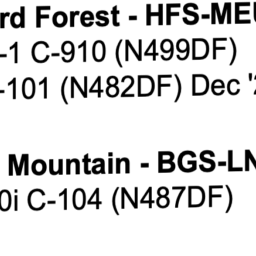 rd Forest - HFS-MEU
-1 C-910 (N499DF)
-101 (N482DF) Dec '
Mountain - BGS-LN
0i C-104 (N487DF)